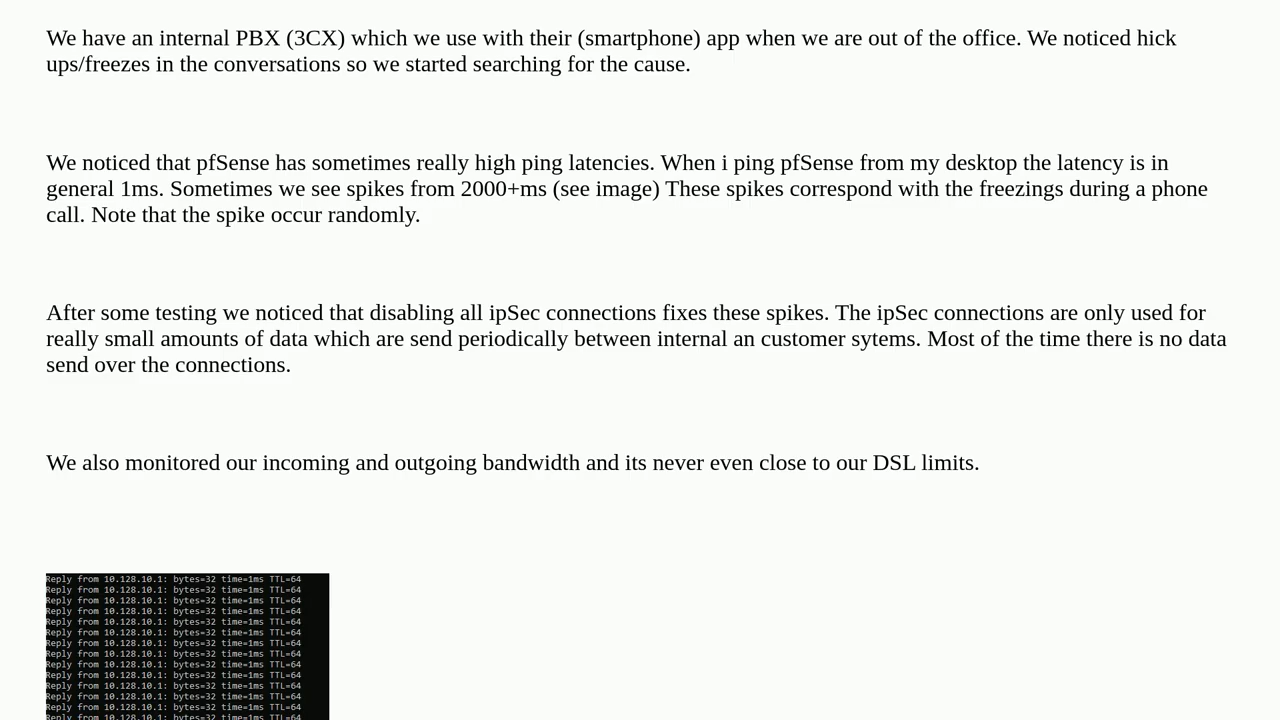 We have an internal PBX (3CX) which we use with their (smartphone) app when we are out of the office. We noticed hick
ups/freezes in the conversations so we started searching for the cause.
We noticed that pfSense has sometimes really high ping latencies. When i ping pfSense from my desktop the latency is in
general 1ms. Sometimes we see spikes from 2000+ms (see image) These spikes correspond with the freezings during a phone
call. Note that the spike occur randomly.
After some testing we noticed that disabling all ipSec connections fixes these spikes. The ipSec connections are only used for
really small amounts of data which are send periodically between internal an customer sytems. Most of the time there is no data
send over the connections.
We also monitored our incoming and outgoing bandwidth and its never even close to our DSL limits.
Reply from 10.128.10.1: bytes=32 time=1ms TTL=64
Reply from 10.128.10.1: bytes=32 time=1ms TTL=64
Reply from 10.128.10.1: bytes=32 time=1ms TTL=64
Reply from 10.128.10.1: bytes=32 time=1ms TTL=64
Reply from 10.128.10.1: bytes=32 time=1ms TTL=64
Reply from 10.128.10.1: bytes=32 time=1ms TTL=64
Reply from 10.128.10.1: bytes=32 time=1ms TTL=64
Reply from 10.128.10.1: bytes=32 time=1ms TTL=64
Reply from 10.128.10.1: bytes=32 time=1ms TTL=64
Reply from 10.128.10.1: bytes=32 time=1ms TTL=64
Reply from 10.128.10.1: bytes=32 time=1ms TTL=64
Reply from 10.128.10.1: bytes=32 time=1ms TTL=64
Reply from 10.128.10.1: bytes=32 time=1ms TTL=64
Reply from 10.128.10.1: bytes=32 time=1ms TTL=64